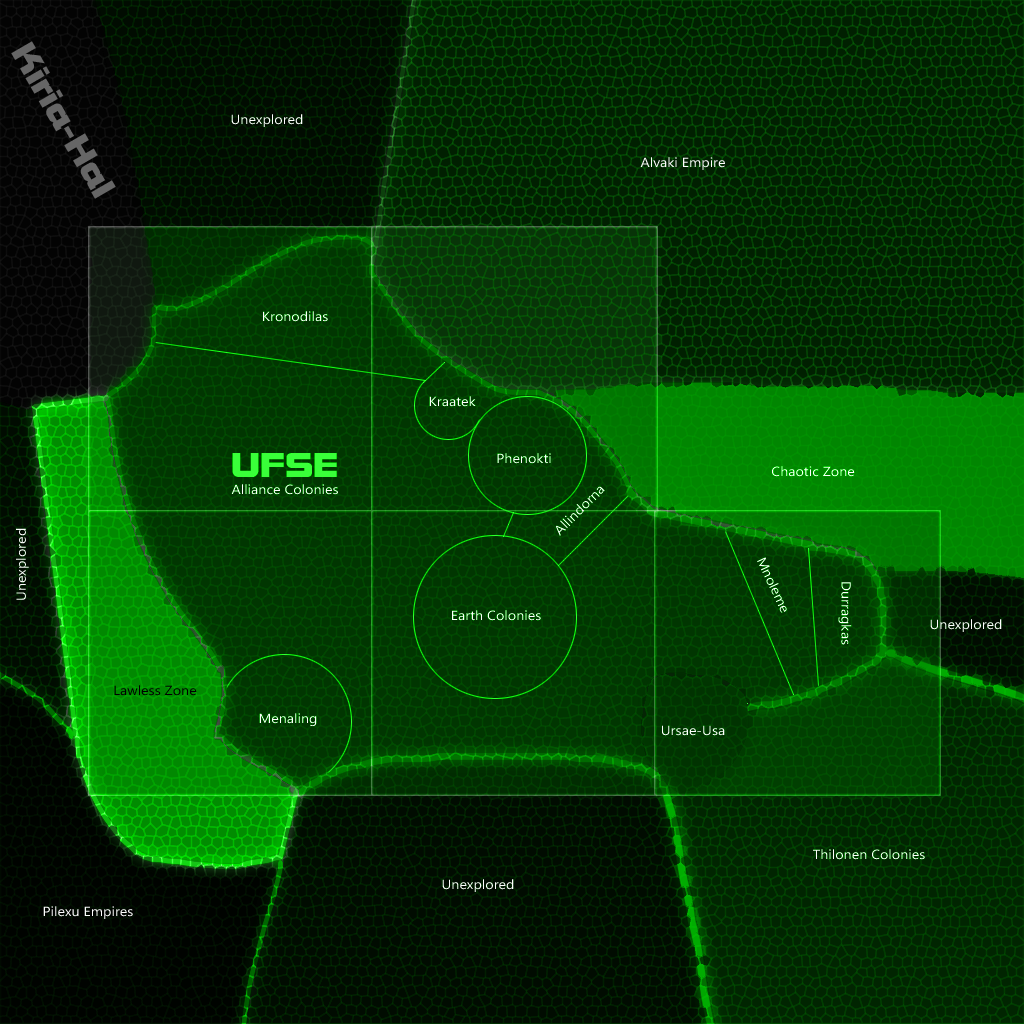 Kiria-Hal
Unexplored
Alvaki Empire
Kronodilas
Kraatek
Phenokti
UFSE
Alliance Colonies
Chaotic Zone
Allindorna
Unexplored
Earth Colonies
Mnoleme
Durragkas
Unexplored
Lawless Zone
Menaling
Ursae-Usa
Thilonen Colonies
Unexplored
Pilexu Empires